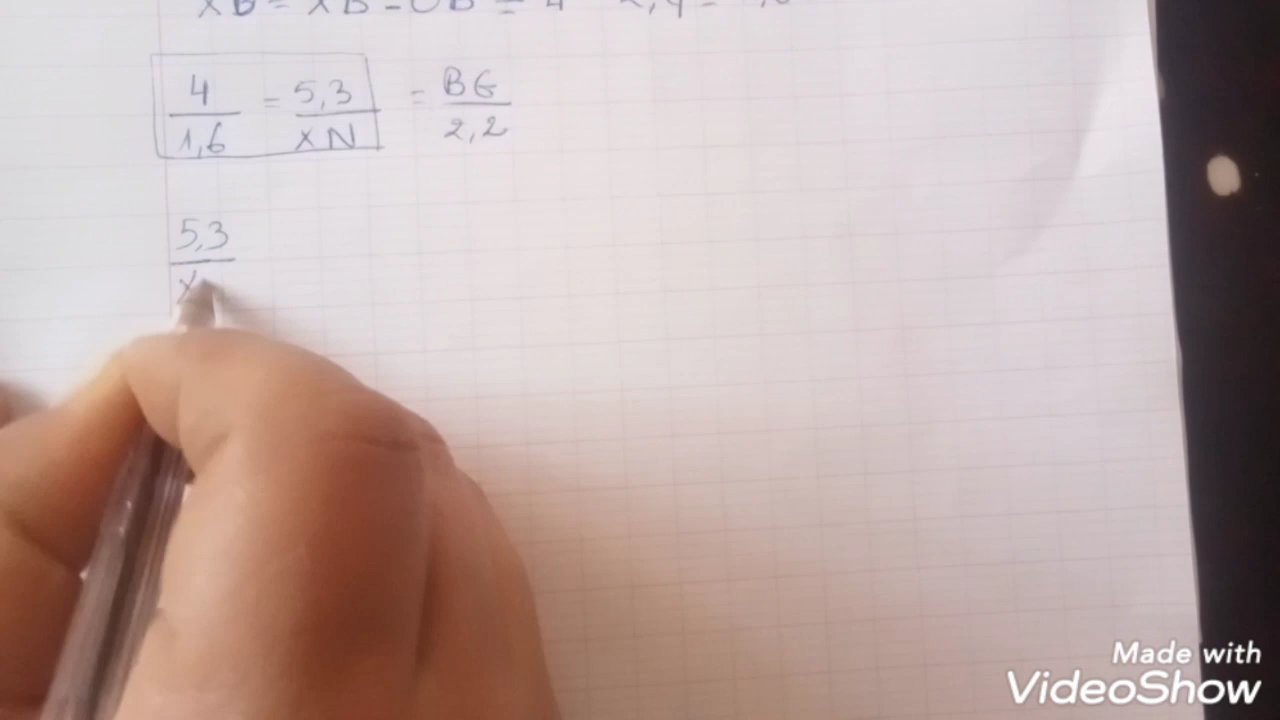 4/1,6 = 5,3/XN = BG/2,2
5,3/X
Made with
VideoShow